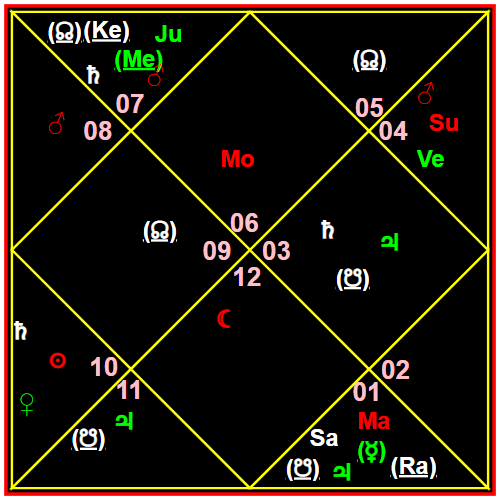 (☊) (Ke) Ju
(Me)
♄ ♂
07
♂ 08
(☊)
♂
05
04 Su
Ve
Mo
(☊)
06
09 03
12
♄ ♃
(☋)
☾
♄
☉ 10
♀
11
♃
(☋)
02
01
Ma
Sa (☿)
(☋) ♃ (Ra)